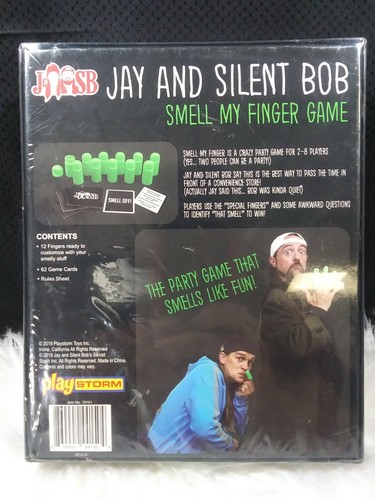 J SB JAY AND SILENT BOB
SMELL MY FINGER GAME
SMELL MY FINGER IS A CRAZY PARTY GAME FOR 2-8 PLAYERS
(YES... TWO PEOPLE CAN BE A PARTY)
JAY AND SILENT BOB SAY THIS IS THE BEST WAY TO PASS THE TIME IN
FRONT OF A CONVENIENCE STORE!
(ACTUALLY JAY SAID THIS... BOB WAS KINDA QUIET)
PLAYERS USE THE "SPECIAL FINGERS" AND SOME AWKWARD QUESTIONS
TO IDENTIFY "THAT SMELL" TO WIN!
SMELL OFF!
CONTENTS
• 12 Fingers ready to
customize with your
smelly stuff
• 62 Game Cards
• Rules Sheet
THE PARTY GAME THAT
SMELLS LIKE FUN!
© 2019 Playstorm Toys Inc.
Irvine, California All Rights Reserved
© 2019 Jay and Silent Bob's Secret
Stash Inc. All Rights Reserved. Made in China
Contents and colors may vary.
play STORM